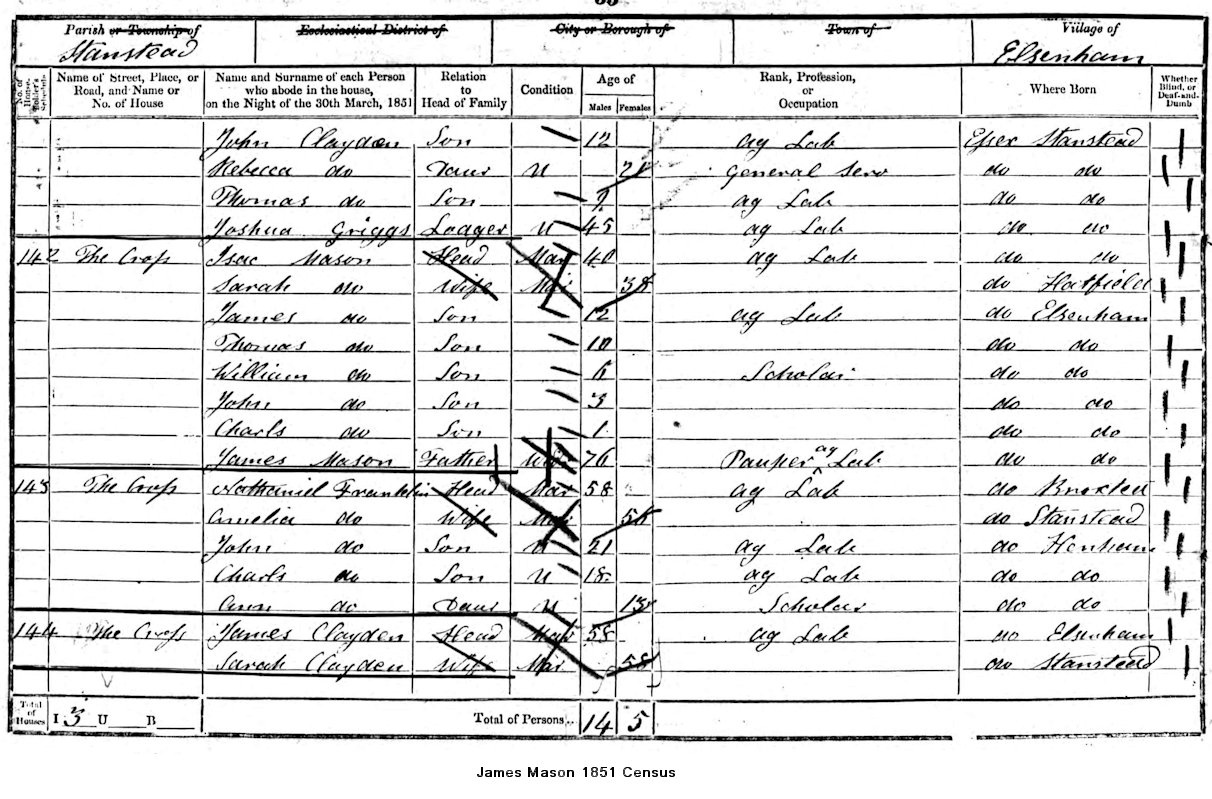 Parish or Township of Ecclesiastical District of City or Borough of Town of Village of
Stanstead Elsenham
No. of House-holder's Schedule Name of Street, Place, or Road, and Name or No. of House Name and Surname of each Person who abode in the house, on the Night of the 30th March, 1851 Relation to Head of Family Condition Age of Males Females Rank, Profession, or Occupation Where Born Whether Blind, or Deaf-and-Dumb
John Clayden Son 12 ag Lab Essex Stanstead
Rebecca do Daur U 21 General Serv do do
Thomas do Son 9 ag Lab do do
Joshua Griggs Lodger U 45 ag Lab do do
142 The Cross Isac Mason Head Mar 40 ag Lab do do
Sarah do Wife Mar 38 do Hatfield
James do Son 12 ag Lab do Elsenham
Thomas do Son 10 do do
William do Son 6 Scholar do do
John do Son 3 do do
Charls do Son 1 do do
James Mason Father 76 Pauper ag Lab do do
143 The Cross Nathaniel Franklin Head Mar 58 ag Lab do
Amelia do Wife Mar 56 do Stanstead
John do Son U 21 ag Lab do Henham
Charls do Son U 18 ag Lab do do
Ann do Daur U 13 Scholar do do
144 The Cross James Clayden Head Mar 58 ag Lab do Elsenham
Sarah Clayden Wife Mar 58 do Stanstead
Total of Houses I 3 U B Total of Persons.. 14 5
James Mason 1851 Census